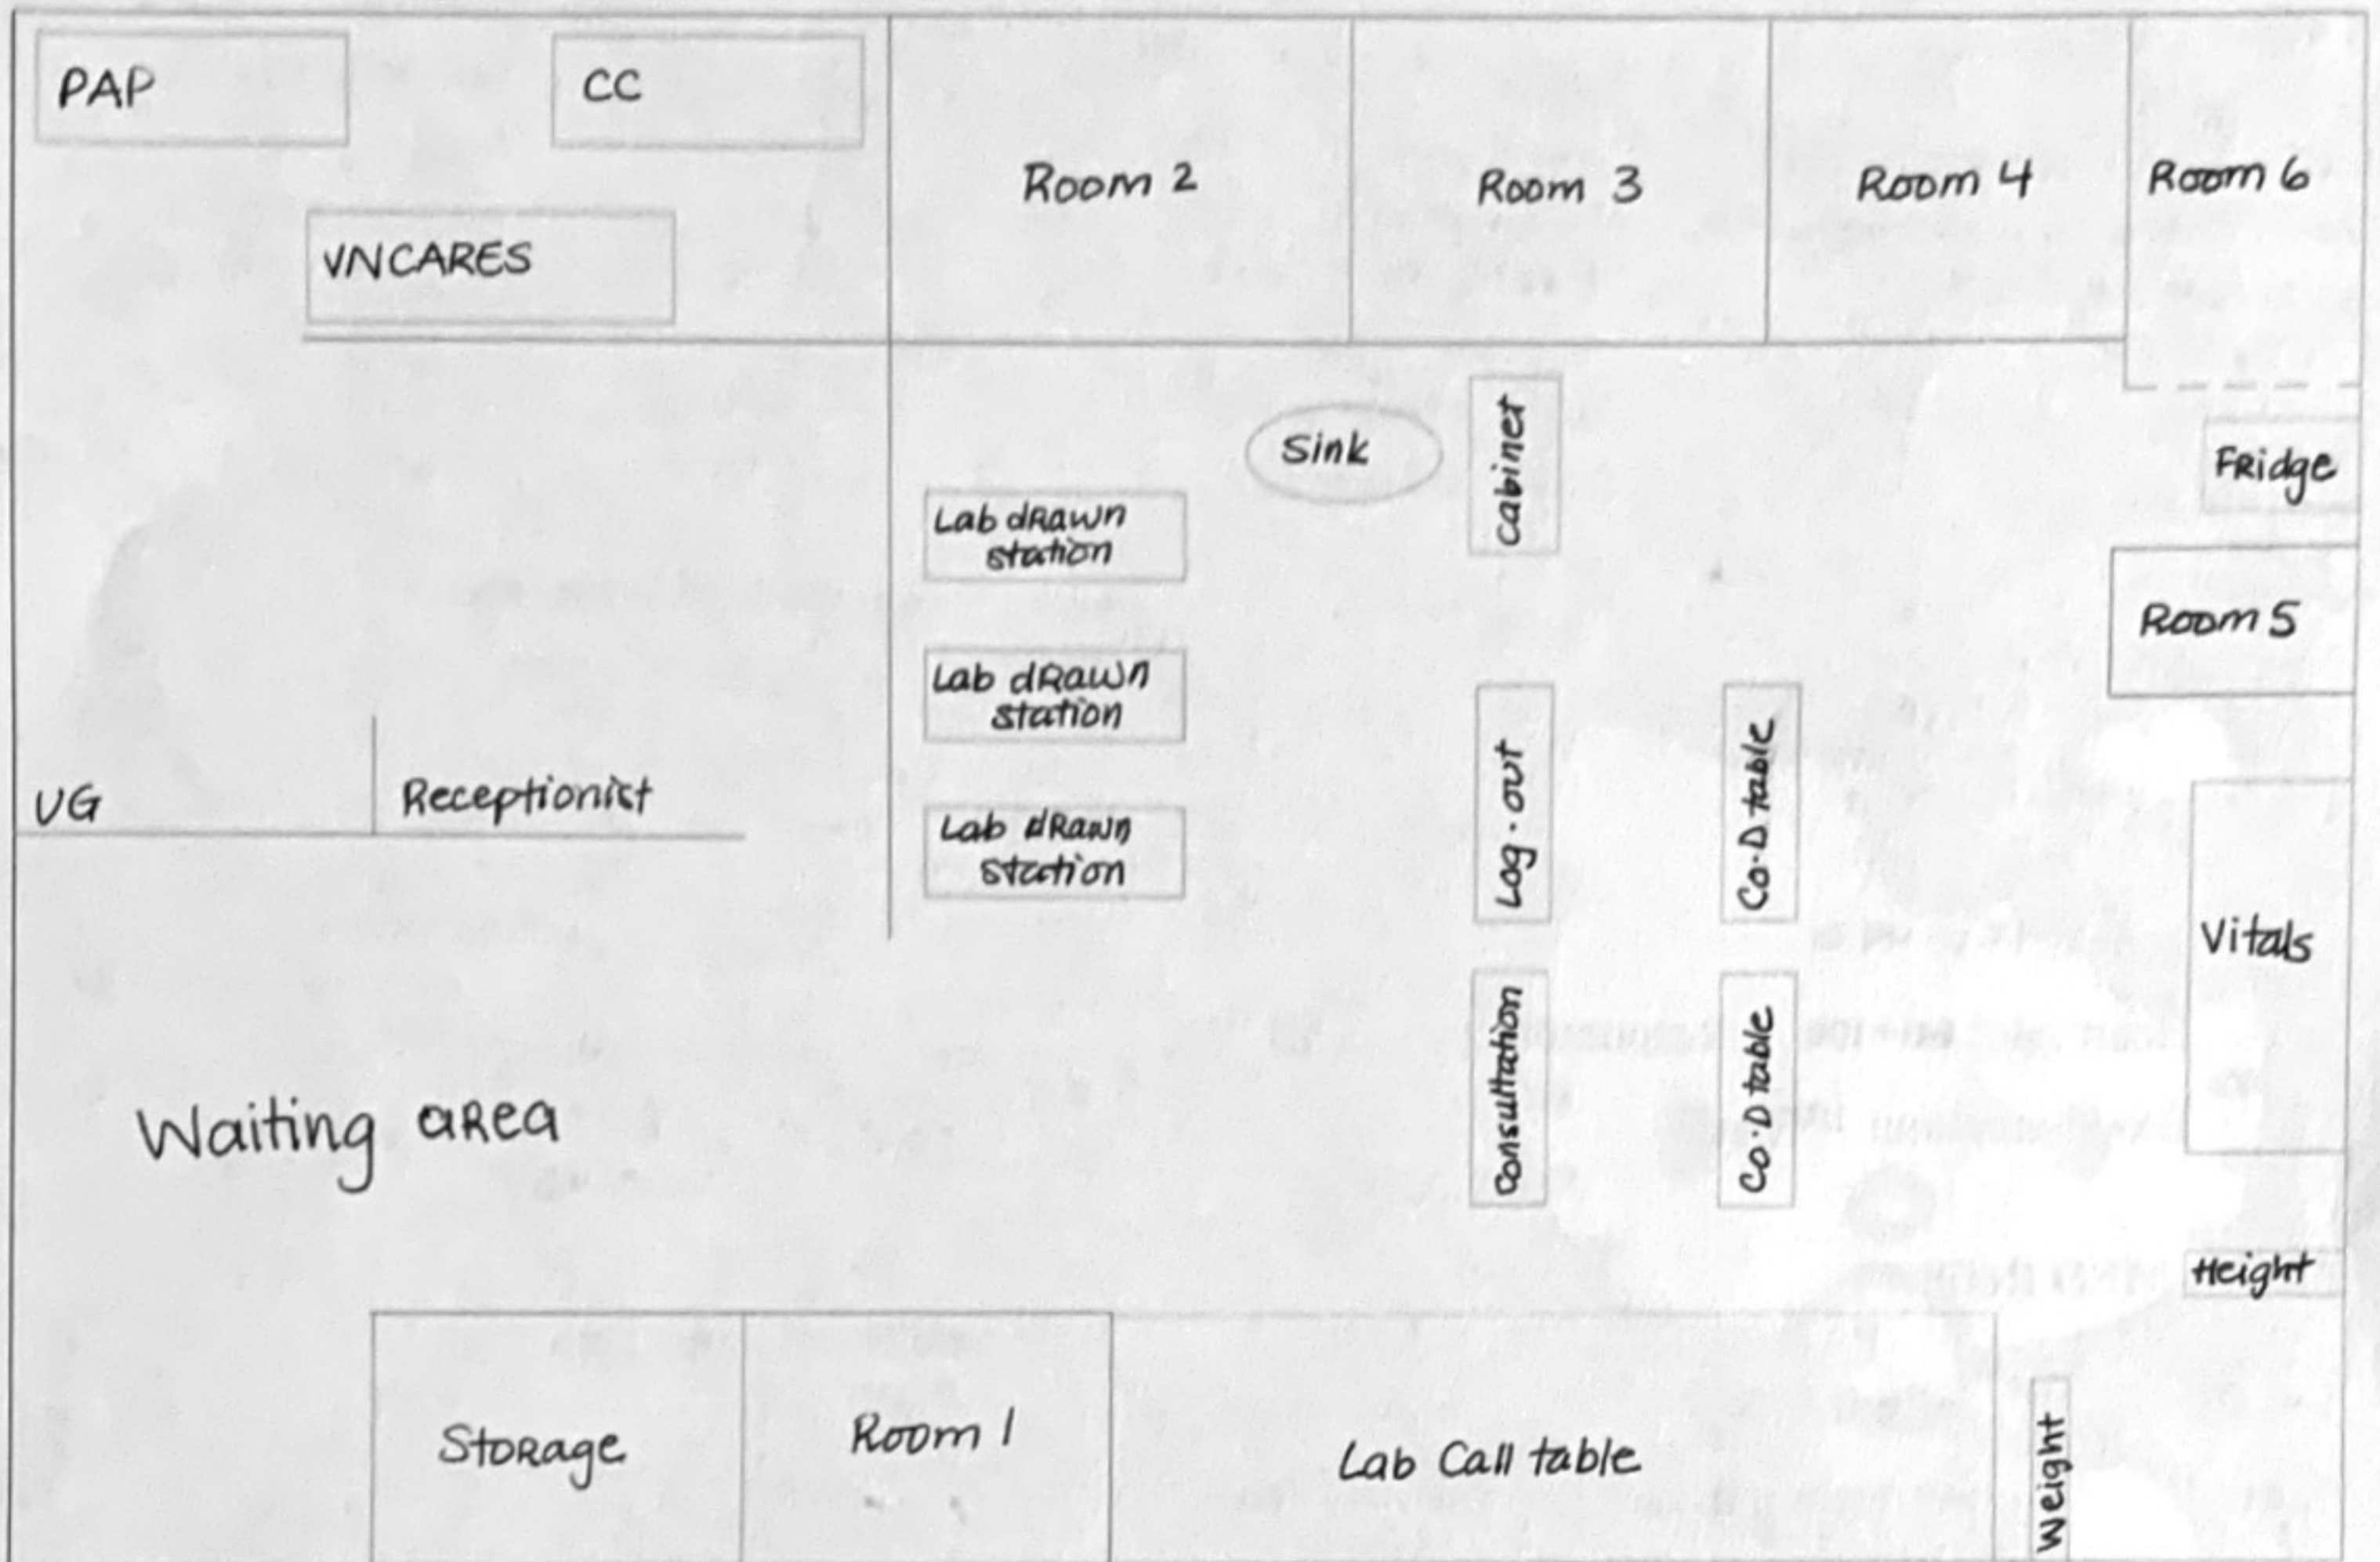 PAP
CC
VNCARES
Room 2
Room 3
Room 4
Room 6
Sink
Cabinet
Fridge
Lab drawn
station
Room 5
Lab drawn
station
Log-out
Co-D table
UG
Receptionist
Lab drawn
station
Vitals
Consultation
Co-D table
Waiting area
Height
Storage
Room 1
Lab Call table
Weight